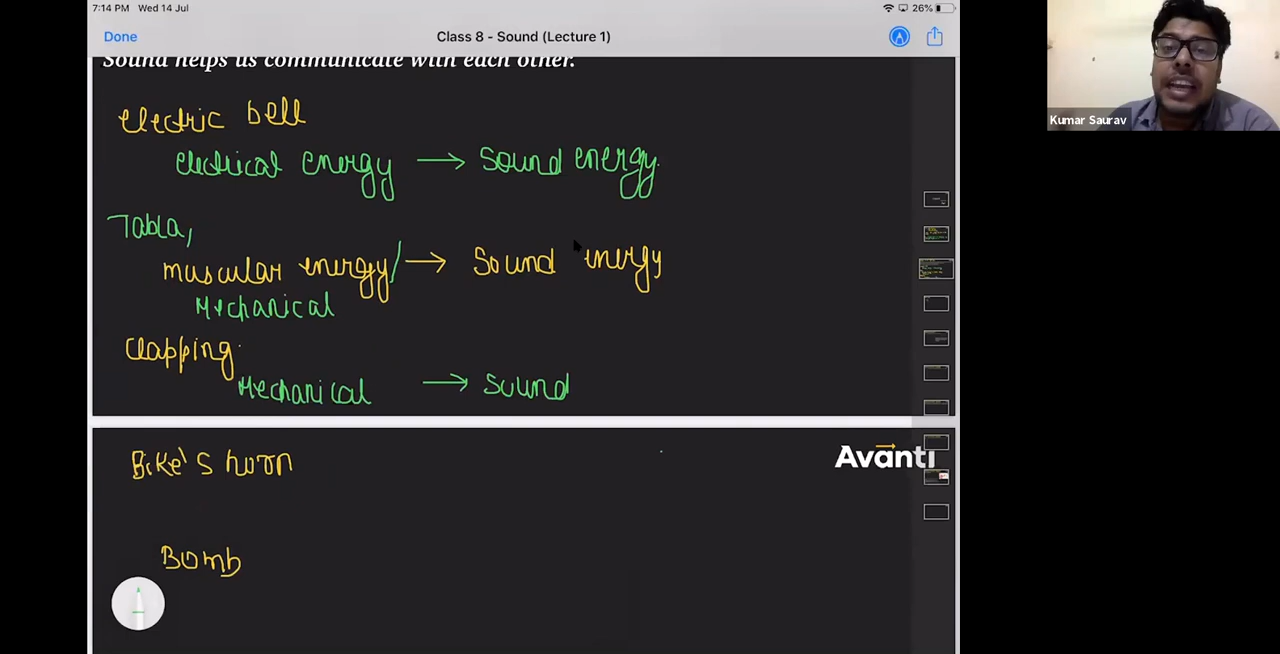 7:14 PM Wed 14 Jul
26%
Done
Class 8 - Sound (Lecture 1)
Sound helps us communicate with each other.
electric bell
electrical energy → sound energy.
Tabla,
muscular energy/ → sound energy
Mechanical
Clapping
Mechanical → sound
Bike's horn
Avanti
Bomb
Kumar Saurav